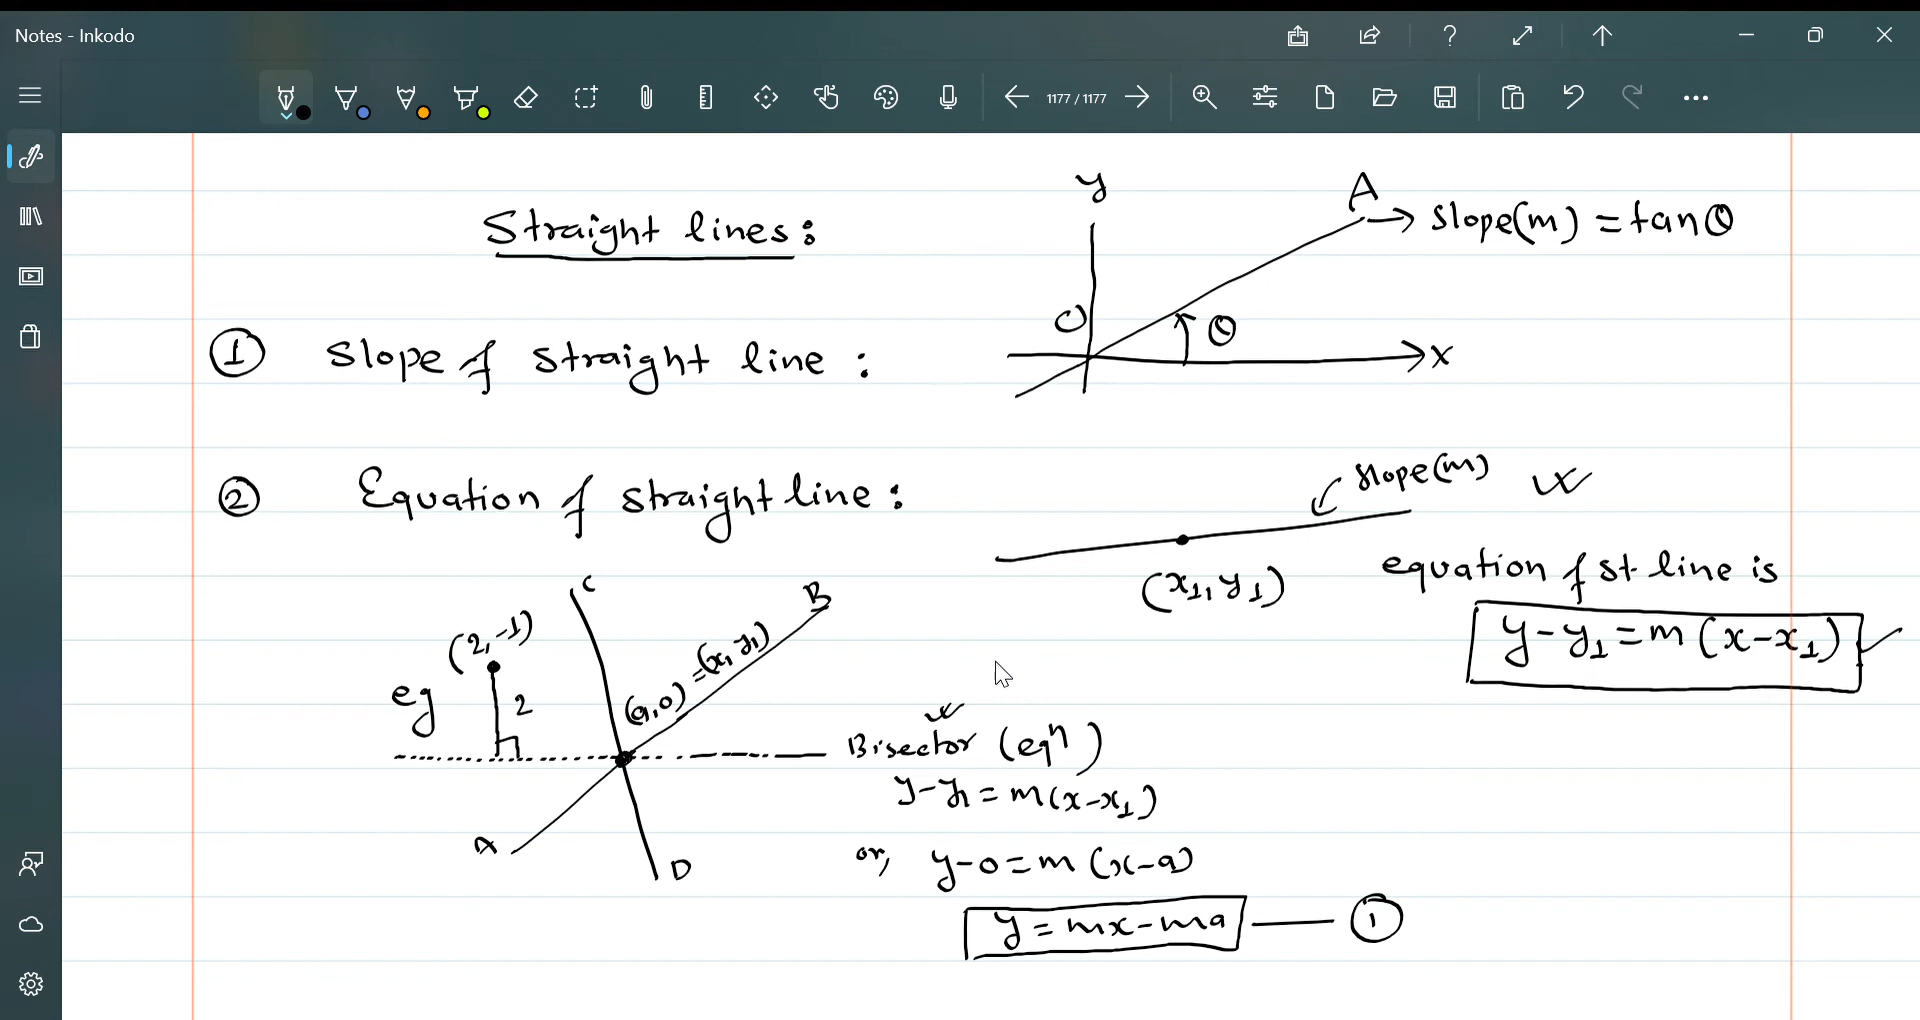 Notes - Inkodo
1177 / 1177
Straight lines :
y
A
→ slope(m) = tanθ
O
θ
x
① Slope of straight line :
② Equation of straight line :
slope(m)
(x₁, y₁)
equation of st. line is
y - y₁ = m (x - x₁)
eg
(2, -1)
2
C
B
(a, 0) = (x₁, y₁)
A
D
Bisector (eqⁿ)
y - y₁ = m(x - x₁)
or, y - 0 = m (x - a)
y = mx - ma —— ①